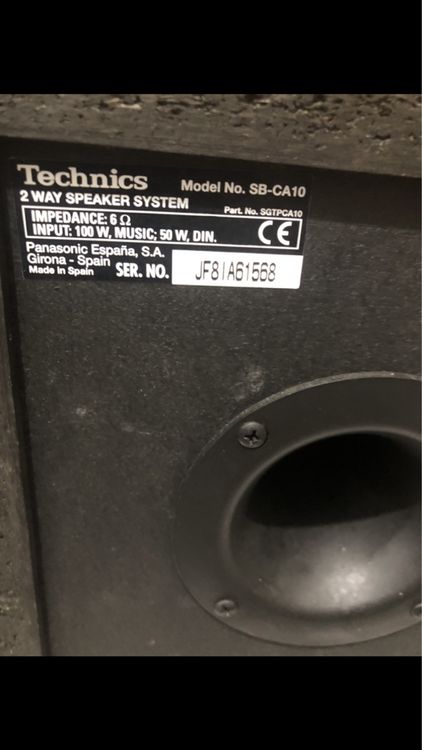 Technics Model No. SB-CA10
2 WAY SPEAKER SYSTEM Part. No. SGTPCA10
IMPEDANCE: 6 Ω
INPUT: 100 W, MUSIC; 50 W, DIN. CE
Panasonic España, S.A.
Girona - Spain
Made in Spain SER. NO. JF8IA61568